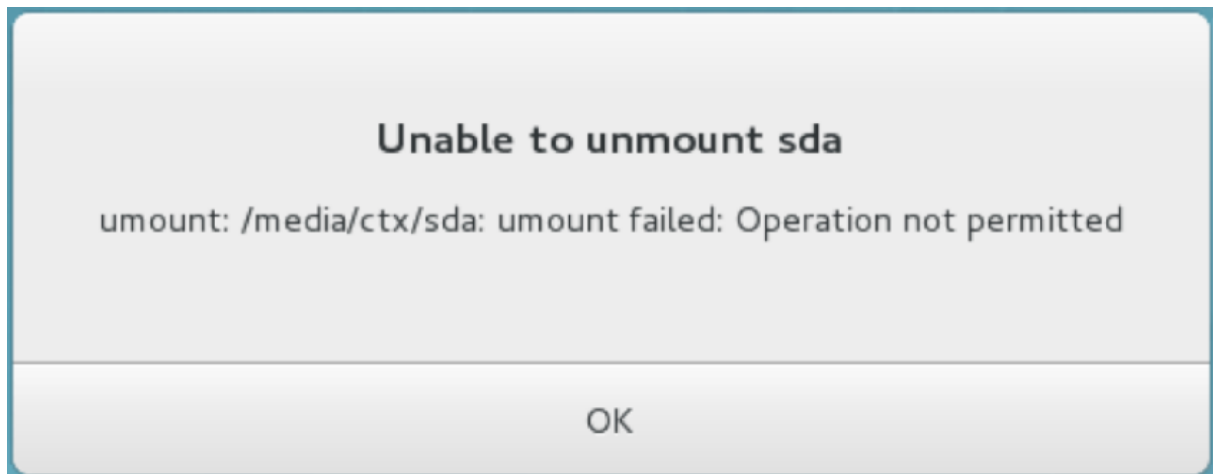 Unable to unmount sda
umount: /media/ctx/sda: umount failed: Operation not permitted
OK